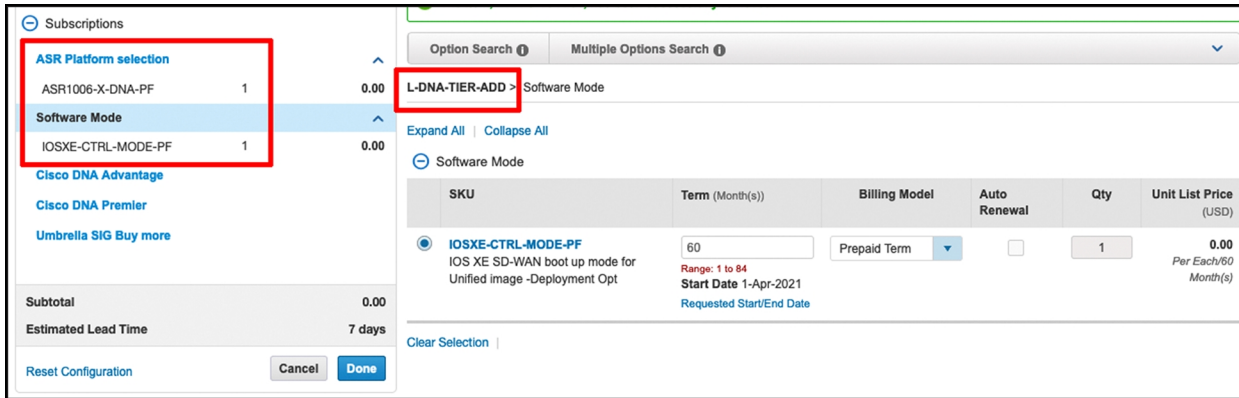 Subscriptions
ASR Platform selection
ASR1006-X-DNA-PF 1 0.00
Software Mode
IOSXE-CTRL-MODE-PF 1 0.00
Cisco DNA Advantage
Cisco DNA Premier
Umbrella SIG Buy more
Subtotal 0.00
Estimated Lead Time 7 days
Reset Configuration Cancel Done
Option Search Multiple Options Search
L-DNA-TIER-ADD > Software Mode
Expand All | Collapse All
Software Mode
SKU Term (Month(s)) Billing Model Auto Renewal Qty Unit List Price (USD)
IOSXE-CTRL-MODE-PF
IOS XE SD-WAN boot up mode for
Unified image -Deployment Opt
60
Range: 1 to 84
Start Date 1-Apr-2021
Requested Start/End Date
Prepaid Term
1
0.00
Per Each/60
Month(s)
Clear Selection |